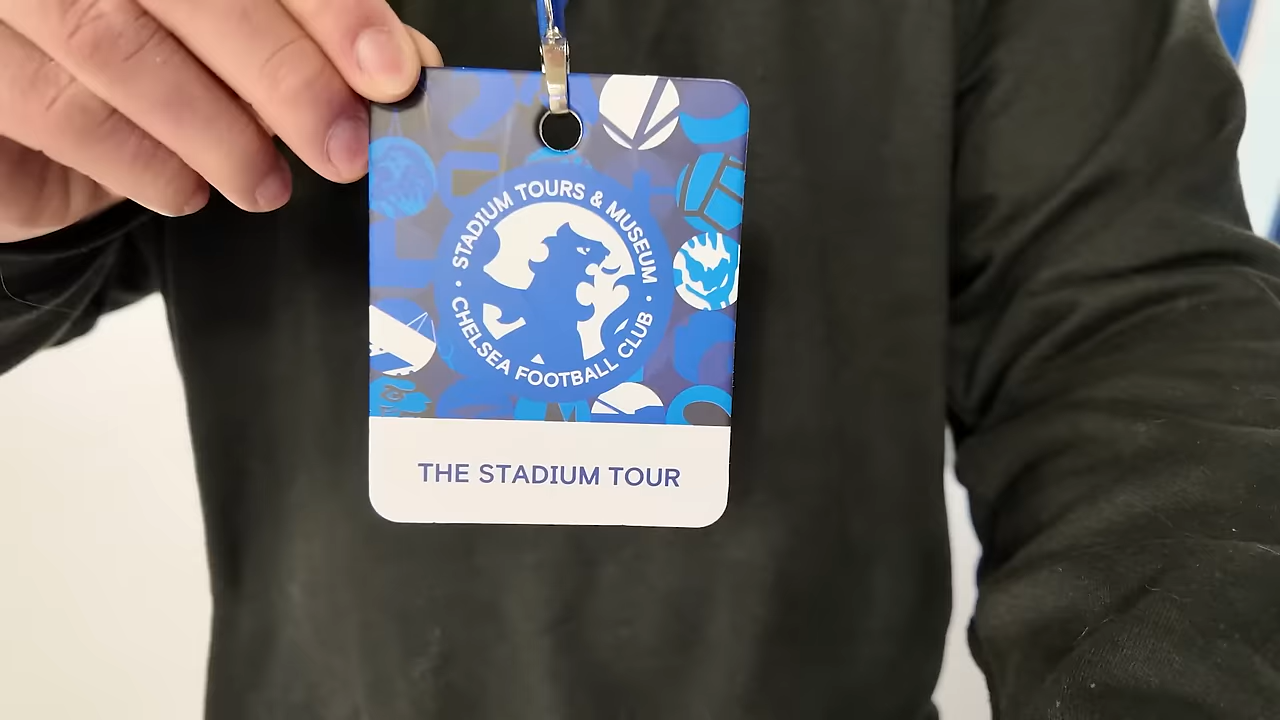 STADIUM TOURS & MUSEUM
CHELSEA FOOTBALL CLUB
THE STADIUM TOUR